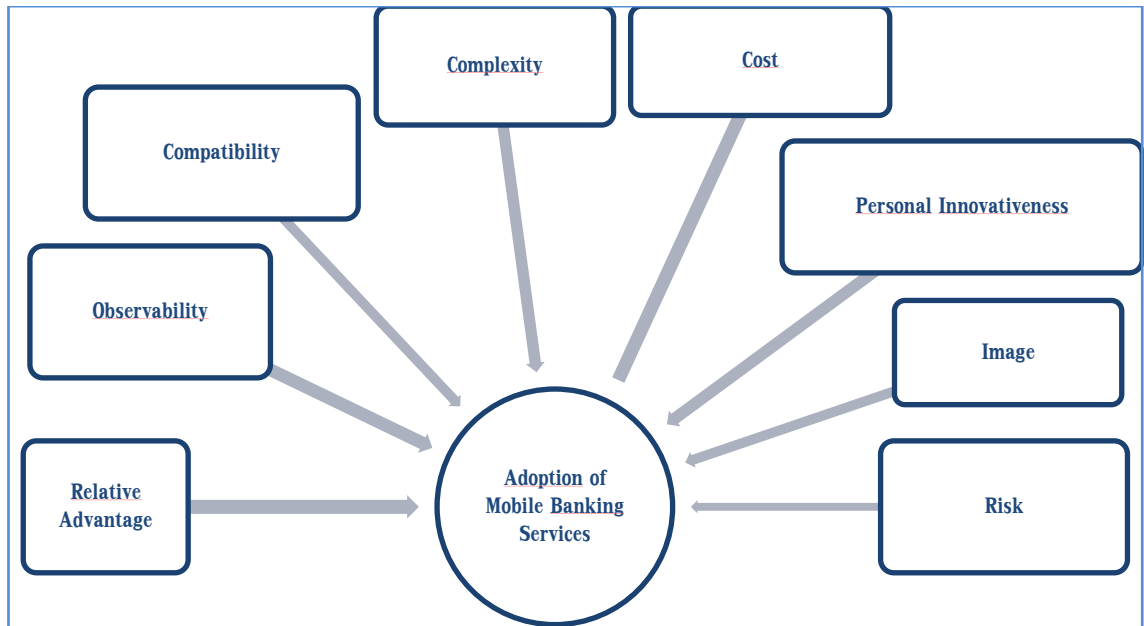 Complexity
Cost
Compatibility
Personal Innovativeness
Observability
Image
Relative
Advantage
Adoption of
Mobile Banking
Services
Risk